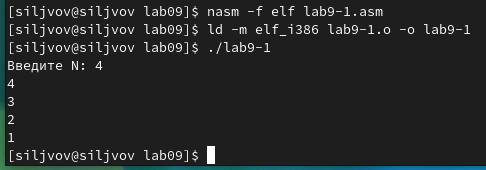 [siljvov@siljvov lab09]$ nasm -f elf lab9-1.asm
[siljvov@siljvov lab09]$ ld -m elf_i386 lab9-1.o -o lab9-1
[siljvov@siljvov lab09]$ ./lab9-1
Введите N: 4
4
3
2
1
[siljvov@siljvov lab09]$